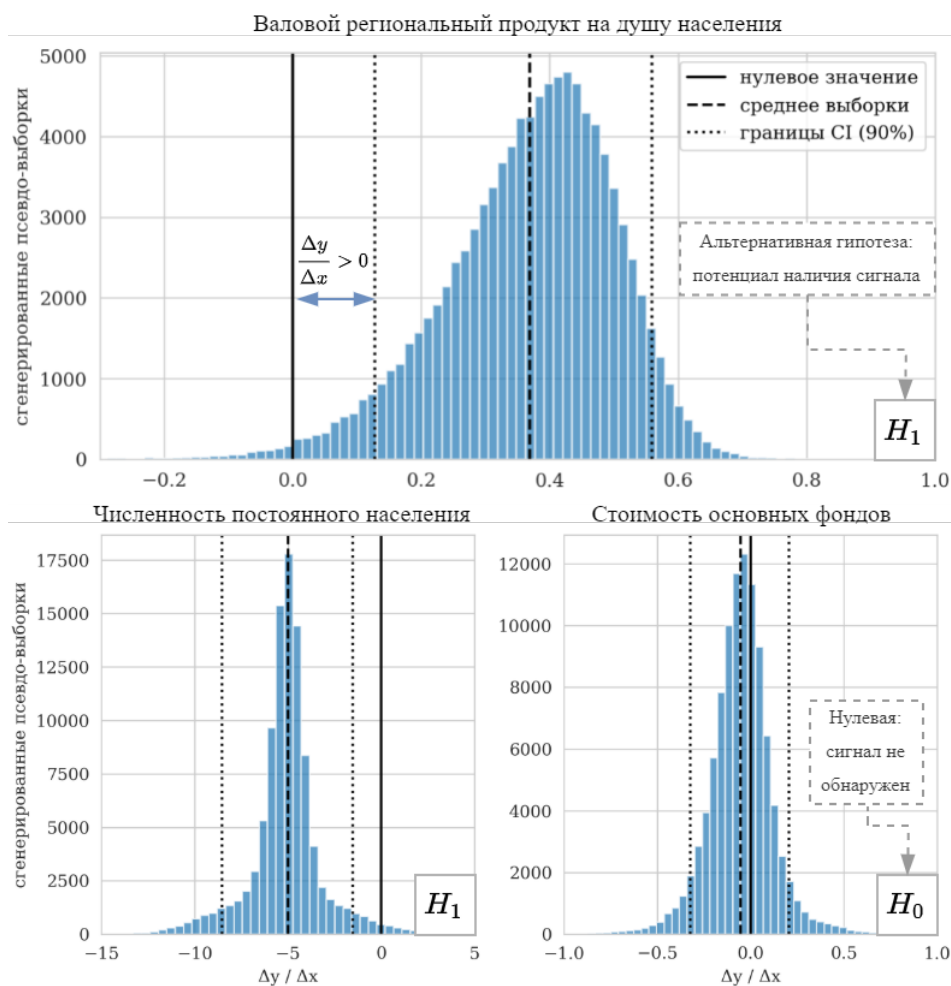 Валовой региональный продукт на душу населения
сгенерированные псевдо-выборки
5000
4000
3000
2000
1000
0
−0.2
0.0
0.2
0.4
0.6
0.8
1.0
нулевое значение
среднее выборки
границы CI (90%)
Δy
Δx
> 0
Альтернативная гипотеза:
потенциал наличия сигнала
H₁
Численность постоянного населения
сгенерированные псевдо-выборки
17500
15000
12500
10000
7500
5000
2500
0
−15
−10
−5
0
5
Δy / Δx
H₁
Стоимость основных фондов
12000
10000
8000
6000
4000
2000
0
−1.0
−0.5
0.0
0.5
1.0
Δy / Δx
Нулевая:
сигнал не
обнаружен
H₀